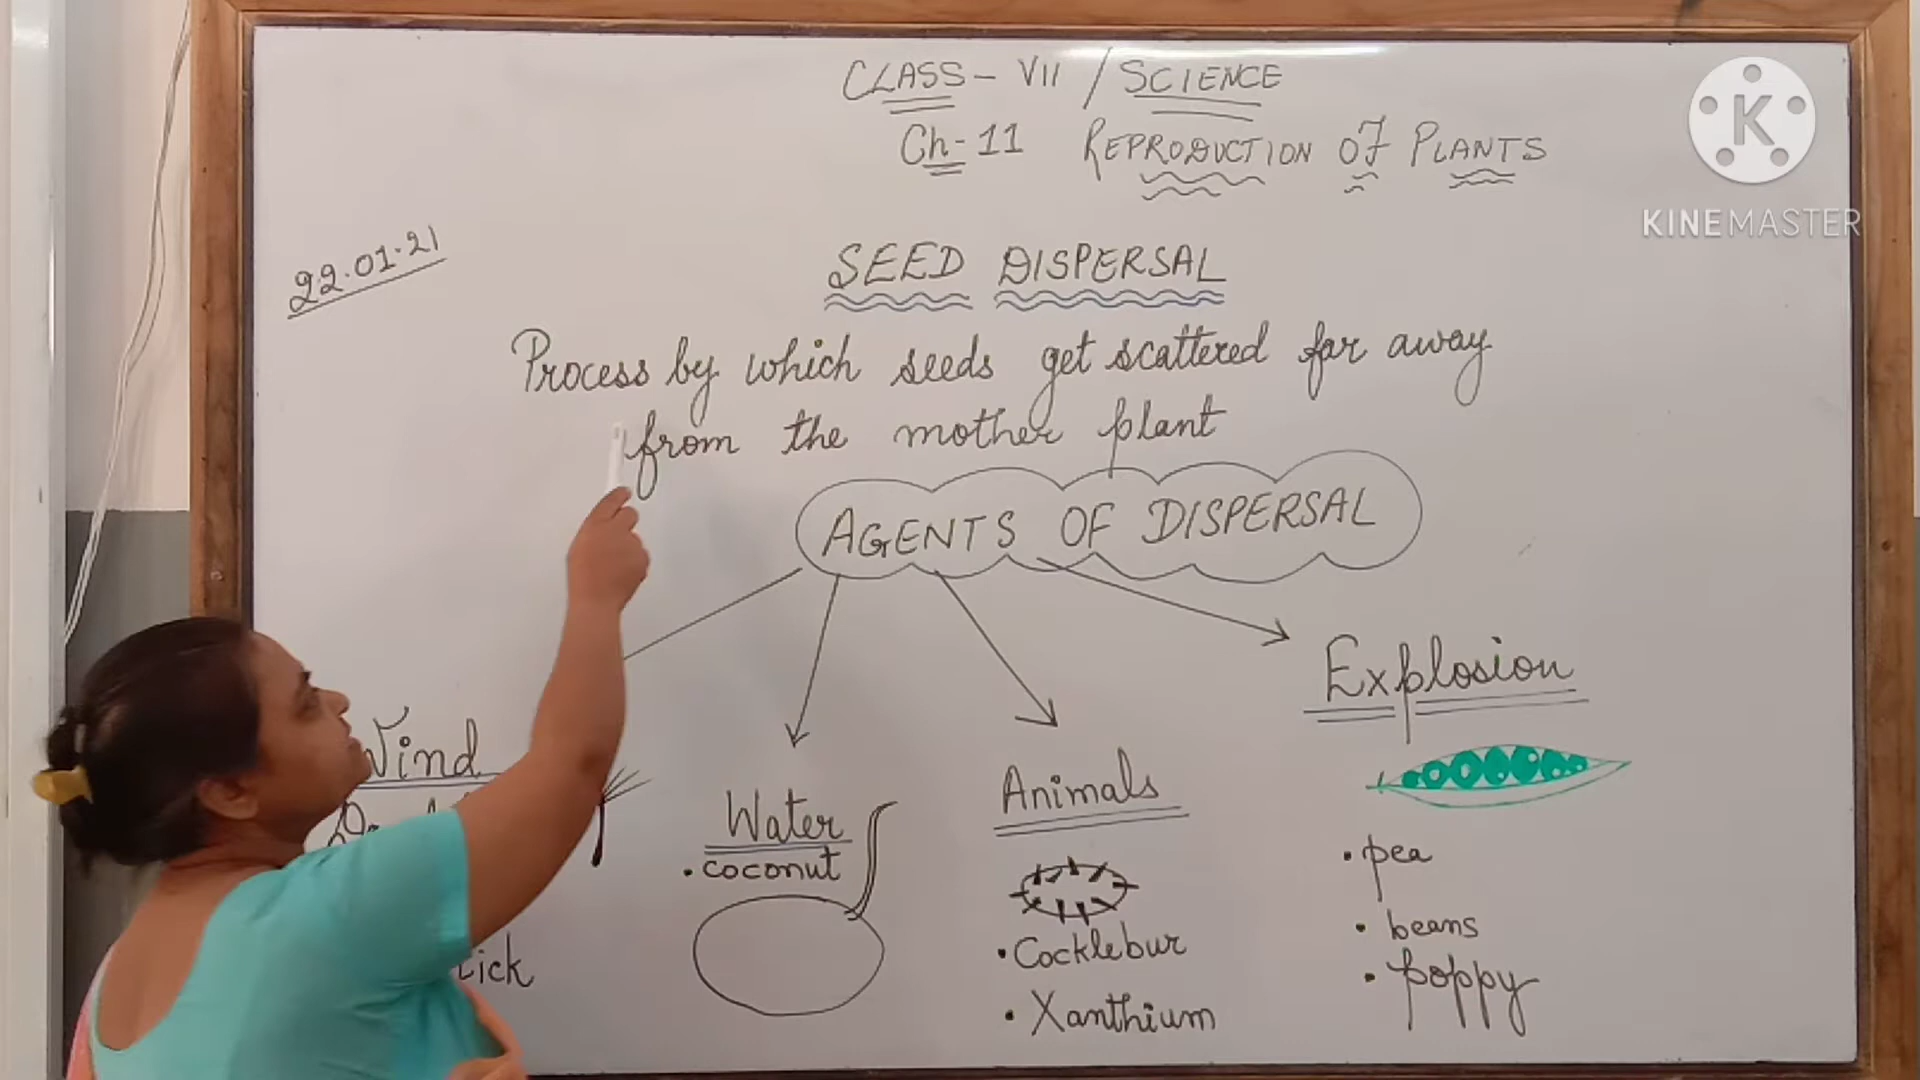 CLASS - VII / SCIENCE
Ch-11 REPRODUCTION OF PLANTS
22.01.21
SEED DISPERSAL
Process by which seeds get scattered far away
from the mother plant
AGENTS OF DISPERSAL
Wind
Water
• coconut
Animals
• Cocklebur
• Xanthium
Explosion
• pea
• beans
• poppy
K
KINEMASTER